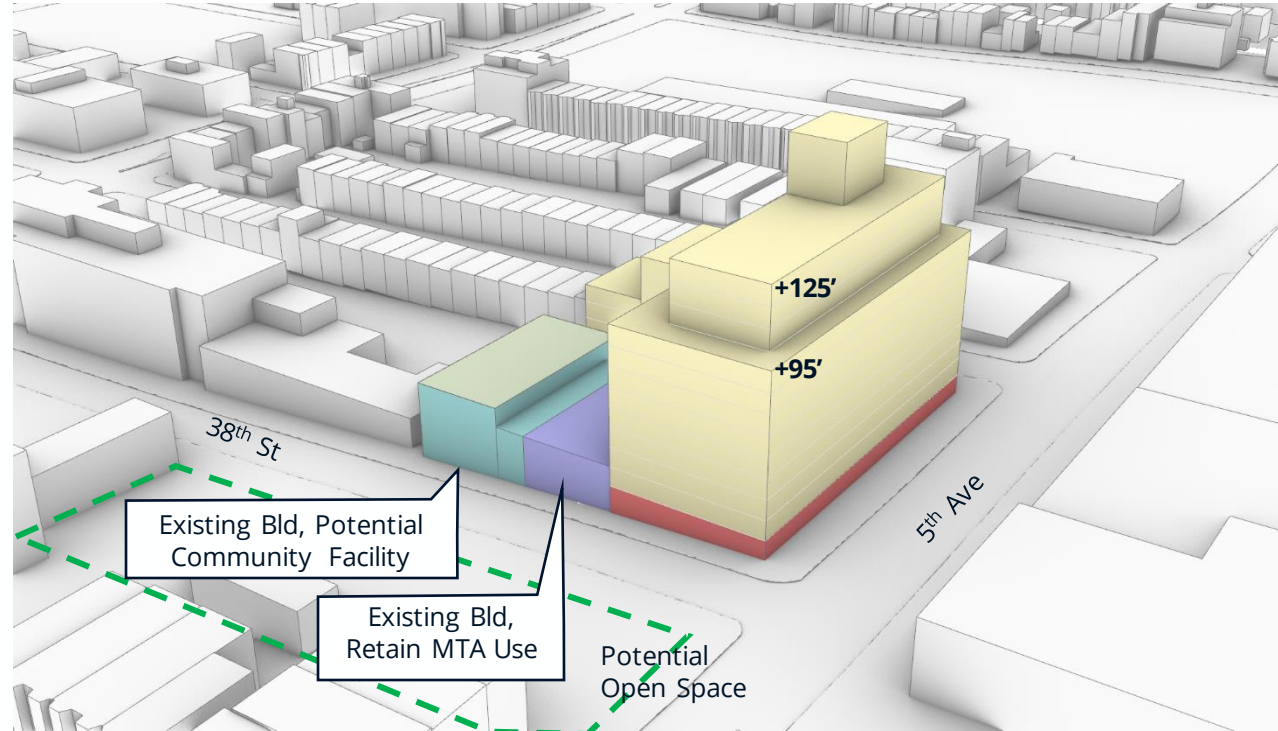 +125’
+95’
38th St
5th Ave
Existing Bld, Potential
Community Facility
Existing Bld,
Retain MTA Use
Potential
Open Space